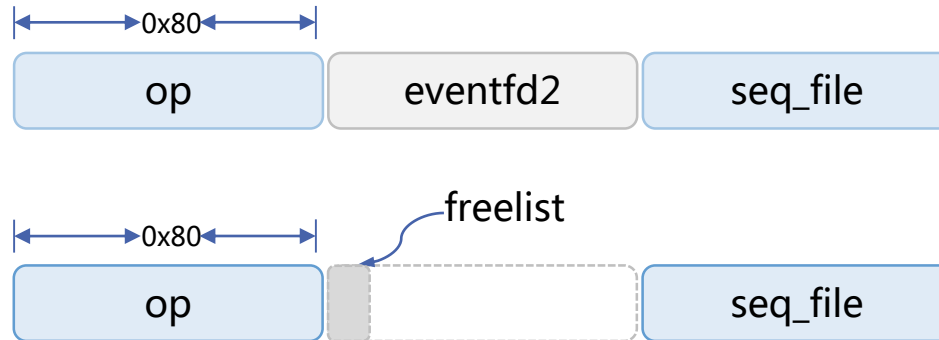 0x80
op eventfd2 seq_file
freelist
0x80
op seq_file